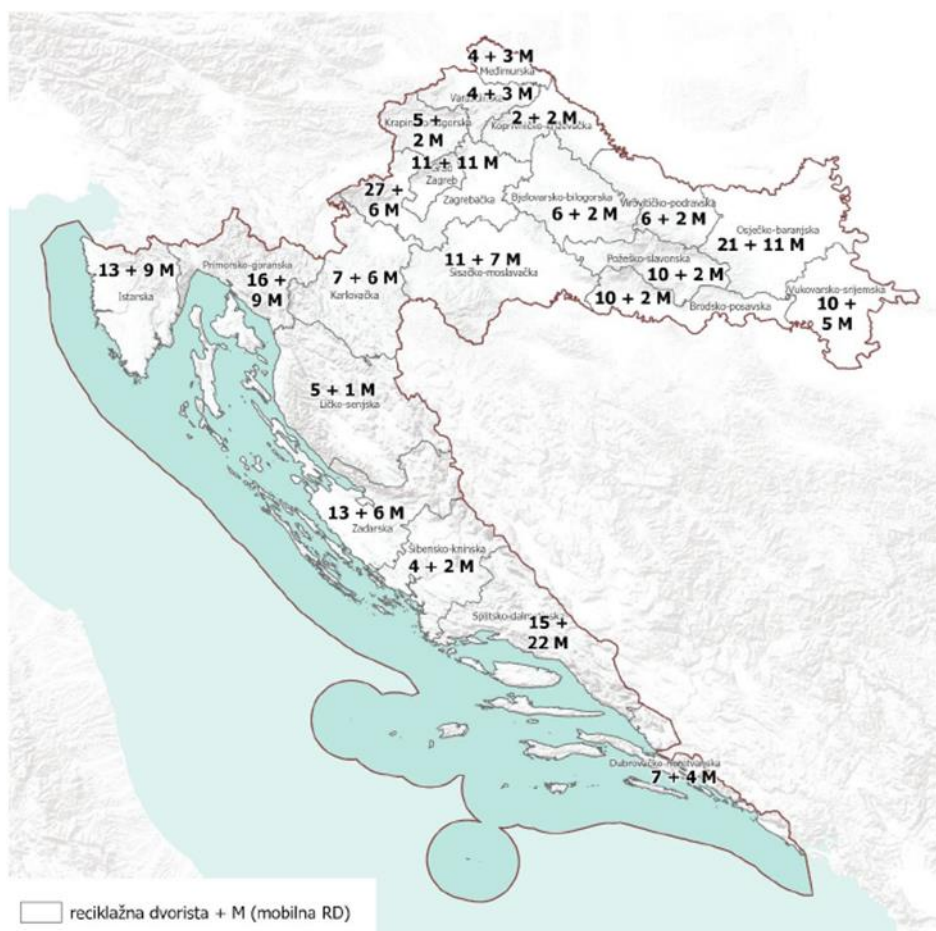 4 + 3 M
Međimurska
4 + 3 M
5 +
2 M
2 + 2 M
11 + 11 M
Grad
Zagreb
Zagrebačka
27 +
6 M
Bjelovarsko-bilogorska
6 + 2 M
Virovitičko-podravska
6 + 2 M
Osječko-baranjska
21 + 11 M
13 + 9 M
Istarska
Primorsko-goranska
16 +
9 M
7 + 6 M
Karlovačka
11 + 7 M
Sisačko-moslavačka
Požeško-slavonska
10 + 2 M
10 + 2 M
Brodsko-posavska
Vukovarsko-srijemska
10 +
5 M
5 + 1 M
Ličko-senjska
13 + 6 M
Zadarska
Šibensko-kninska
4 + 2 M
15 +
22 M
7 + 4 M
reciklažna dvorista + M (mobilna RD)